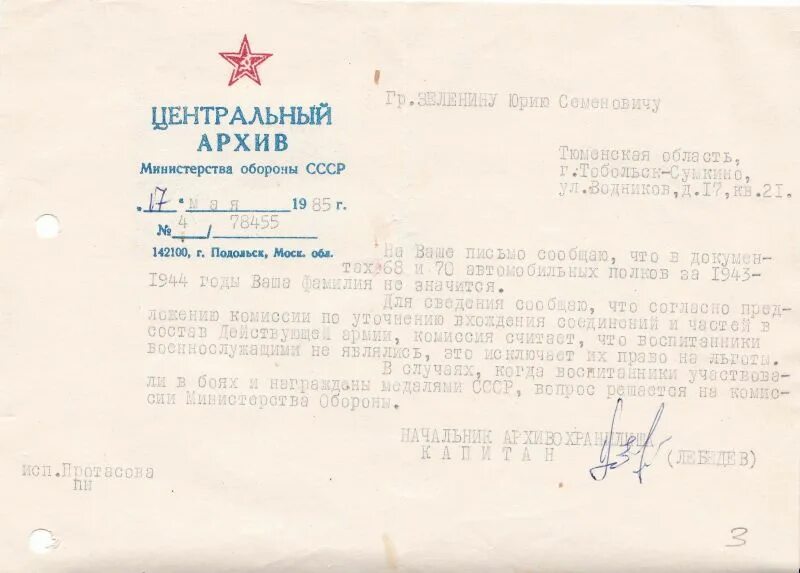 ЦЕНТРАЛЬНЫЙ
АРХИВ
Министерства обороны СССР
"17" мая 1985 г.
№ 4 / 78455
142100, г. Подольск, Моск. обл.
Гр.ЗЕЛЕНИНУ Юрию Семеновичу
Тюменская область,
г.Тобольск-Сумкино,
ул.Водников,д.17,кв.21.
На Ваше письмо сообщаю, что в докумен-
тах 68 и 70 автомобильных полков за 1943-
1944 годы Ваша фамилия не значится.
Для сведения сообщаю, что согласно пред-
ложению комиссии по уточнению вхождения соединений и частей в
состав Действующей армии, комиссия считает, что воспитанники
военнослужащими не являлись, это исключает их право на льготы.
В случаях, когда воспитанники участвова-
ли в боях и награждены медалями СССР, вопрос решается на комис-
сии Министерства Обороны.
НАЧАЛЬНИК АРХИВОХРАНИЛИЩА
КАПИТАН
(ЛЕБЕДЕВ)
исп.Протасова
пн
3